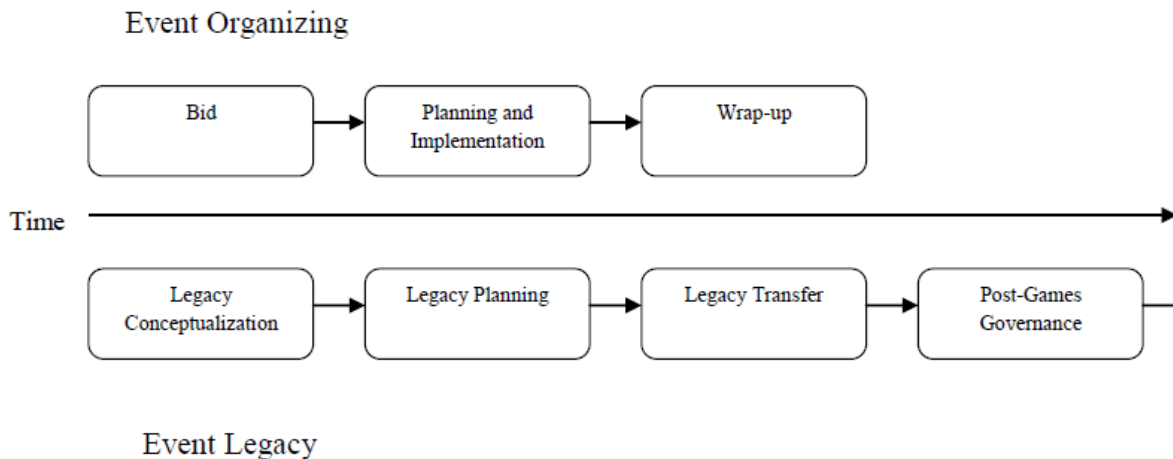 Event Organizing
Bid
Planning and
Implementation
Wrap-up
Time
Legacy
Conceptualization
Legacy Planning
Legacy Transfer
Post-Games
Governance
Event Legacy